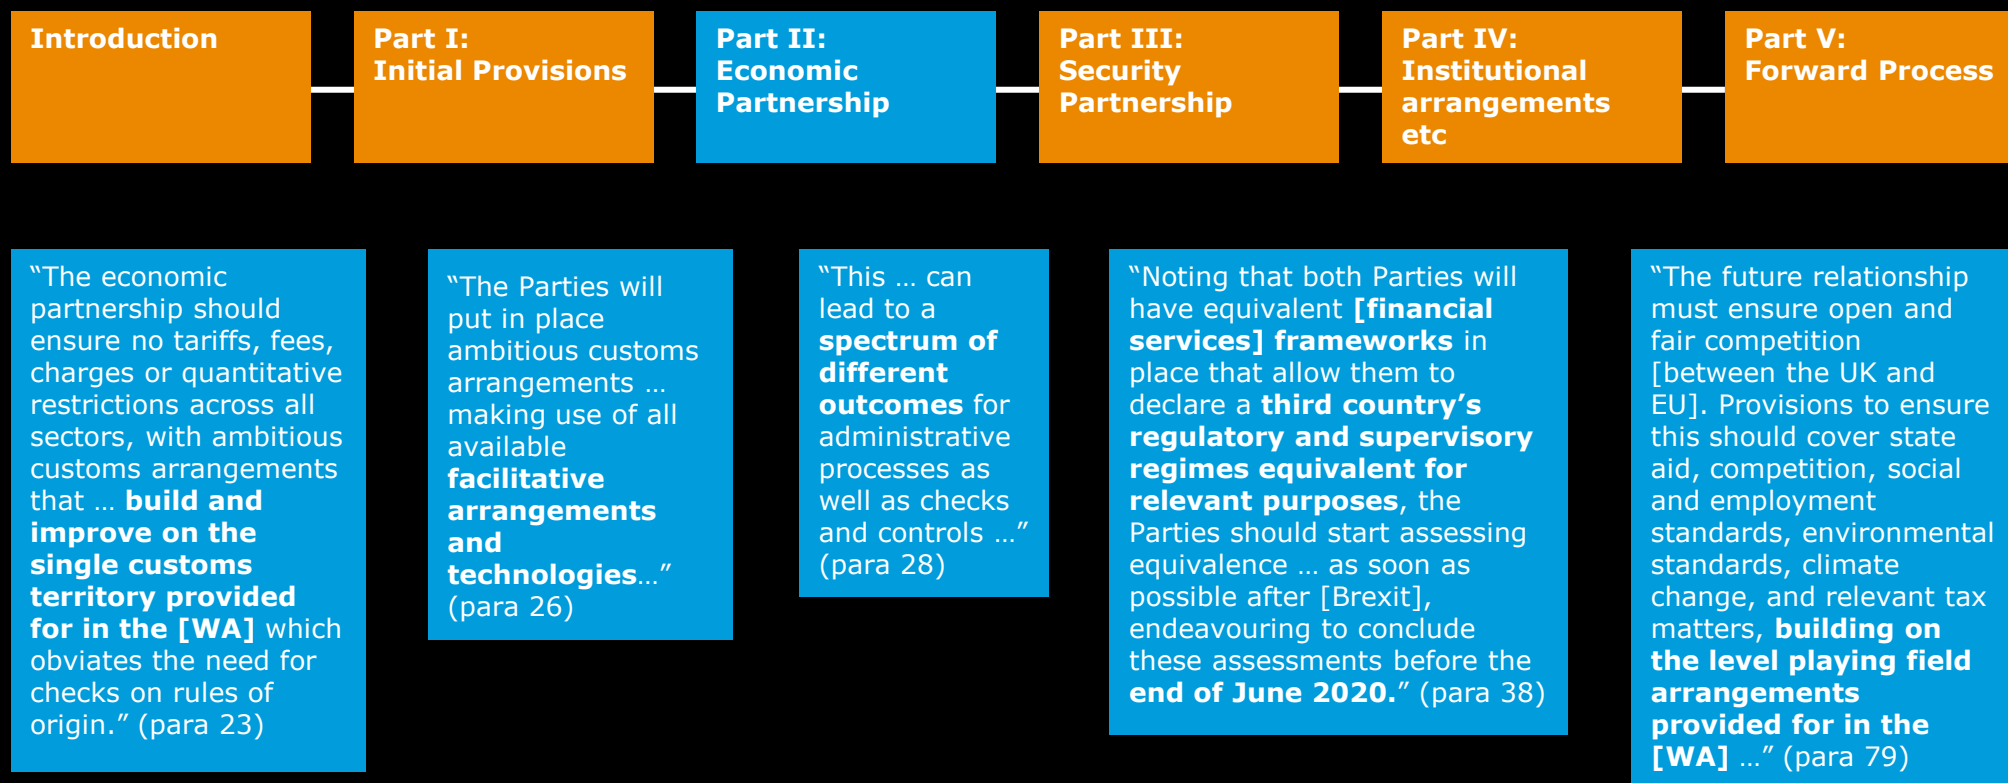 Introduction
Part I:
Initial Provisions
Part II:
Economic
Partnership
Part III:
Security
Partnership
Part IV:
Institutional
arrangements
etc
Part V:
Forward Process
“The economic
partnership should
ensure no tariffs, fees,
charges or quantitative
restrictions across all
sectors, with ambitious
customs arrangements
that … build and
improve on the
single customs
territory provided
for in the [WA] which
obviates the need for
checks on rules of
origin.” (para 23)
“The Parties will
put in place
ambitious customs
arrangements …
making use of all
available
facilitative
arrangements
and
technologies…”
(para 26)
“This … can
lead to a
spectrum of
different
outcomes for
administrative
processes as
well as checks
and controls …”
(para 28)
“Noting that both Parties will
have equivalent [financial
services] frameworks in
place that allow them to
declare a third country’s
regulatory and supervisory
regimes equivalent for
relevant purposes, the
Parties should start assessing
equivalence … as soon as
possible after [Brexit],
endeavouring to conclude
these assessments before the
end of June 2020.” (para 38)
“The future relationship
must ensure open and
fair competition
[between the UK and
EU]. Provisions to ensure
this should cover state
aid, competition, social
and employment
standards, environmental
standards, climate
change, and relevant tax
matters, building on
the level playing field
arrangements
provided for in the
[WA] …” (para 79)